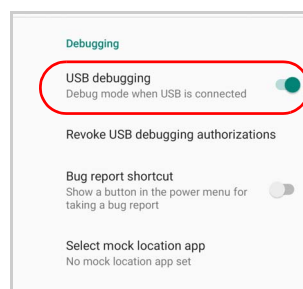 Debugging
USB debugging
Debug mode when USB is connected
Revoke USB debugging authorizations
Bug report shortcut
Show a button in the power menu for
taking a bug report
Select mock location app
No mock location app set